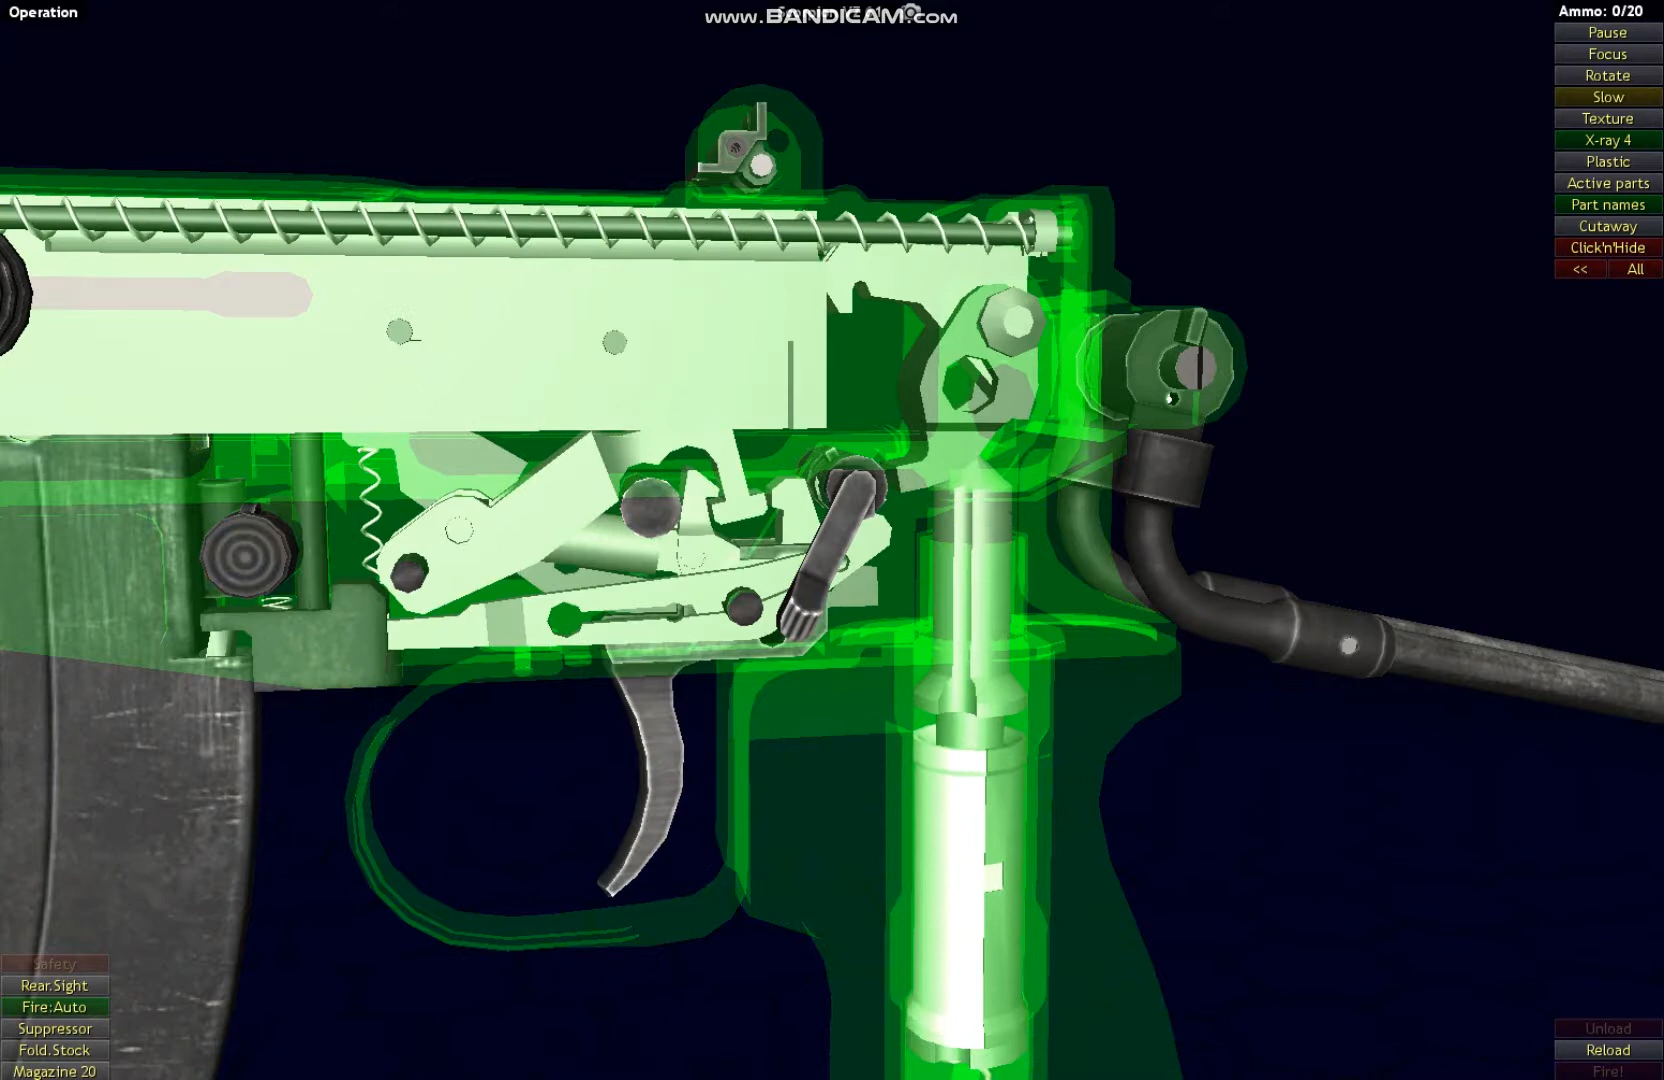 Operation
www.BANDICAM.COM
Ammo: 0/20
Pause
Focus
Rotate
Slow
Texture
X-ray 4
Plastic
Active parts
Part names
Cutaway
Click'n'Hide
<< All
Safety
Rear.Sight
Fire:Auto
Suppressor
Fold.Stock
Magazine 20
Unload
Reload
Fire!